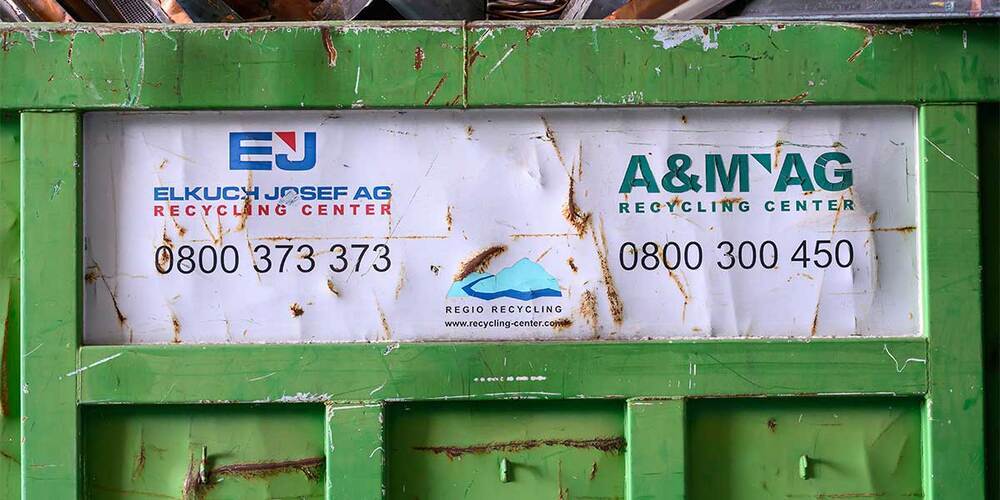 EJ
ELKUCH JOSEF AG
RECYCLING CENTER
0800 373 373
A&M AG
RECYCLING CENTER
0800 300 450
REGIO RECYCLING
www.recycling-center.com